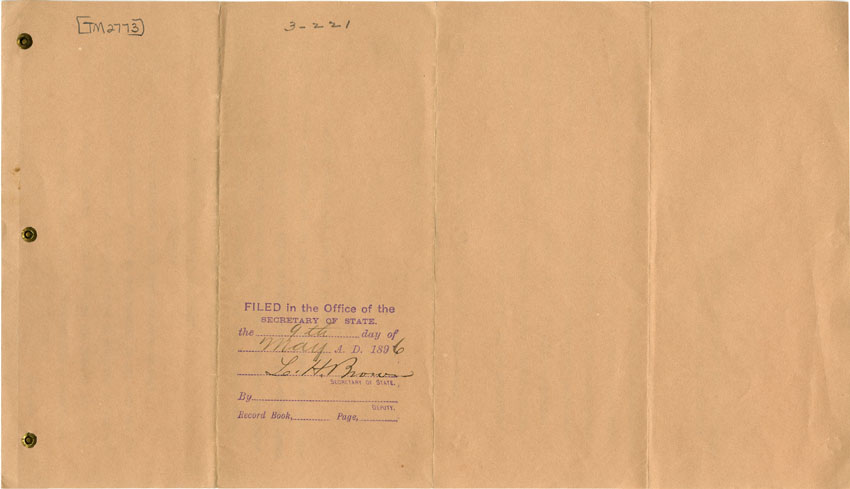 [TM2773]
3-221
FILED in the Office of the
SECRETARY OF STATE.
the 9th day of
May A. D. 1896
L. H. Brown
SECRETARY OF STATE.
By
DEPUTY.
Record Book, Page,